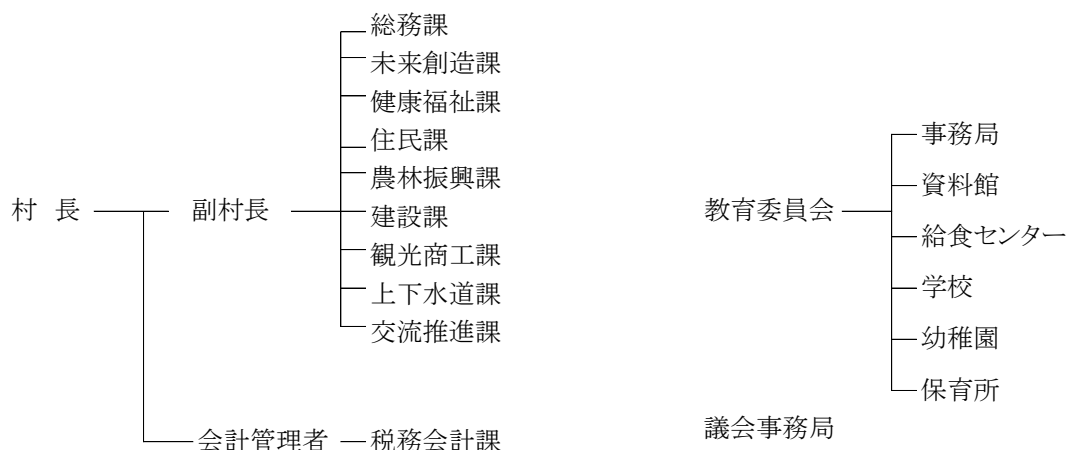 総務課
未来創造課
健康福祉課
住民課
農林振興課
村 長
副村長
建設課
観光商工課
上下水道課
交流推進課
会計管理者
税務会計課
教育委員会
事務局
資料館
給食センター
学校
幼稚園
保育所
議会事務局